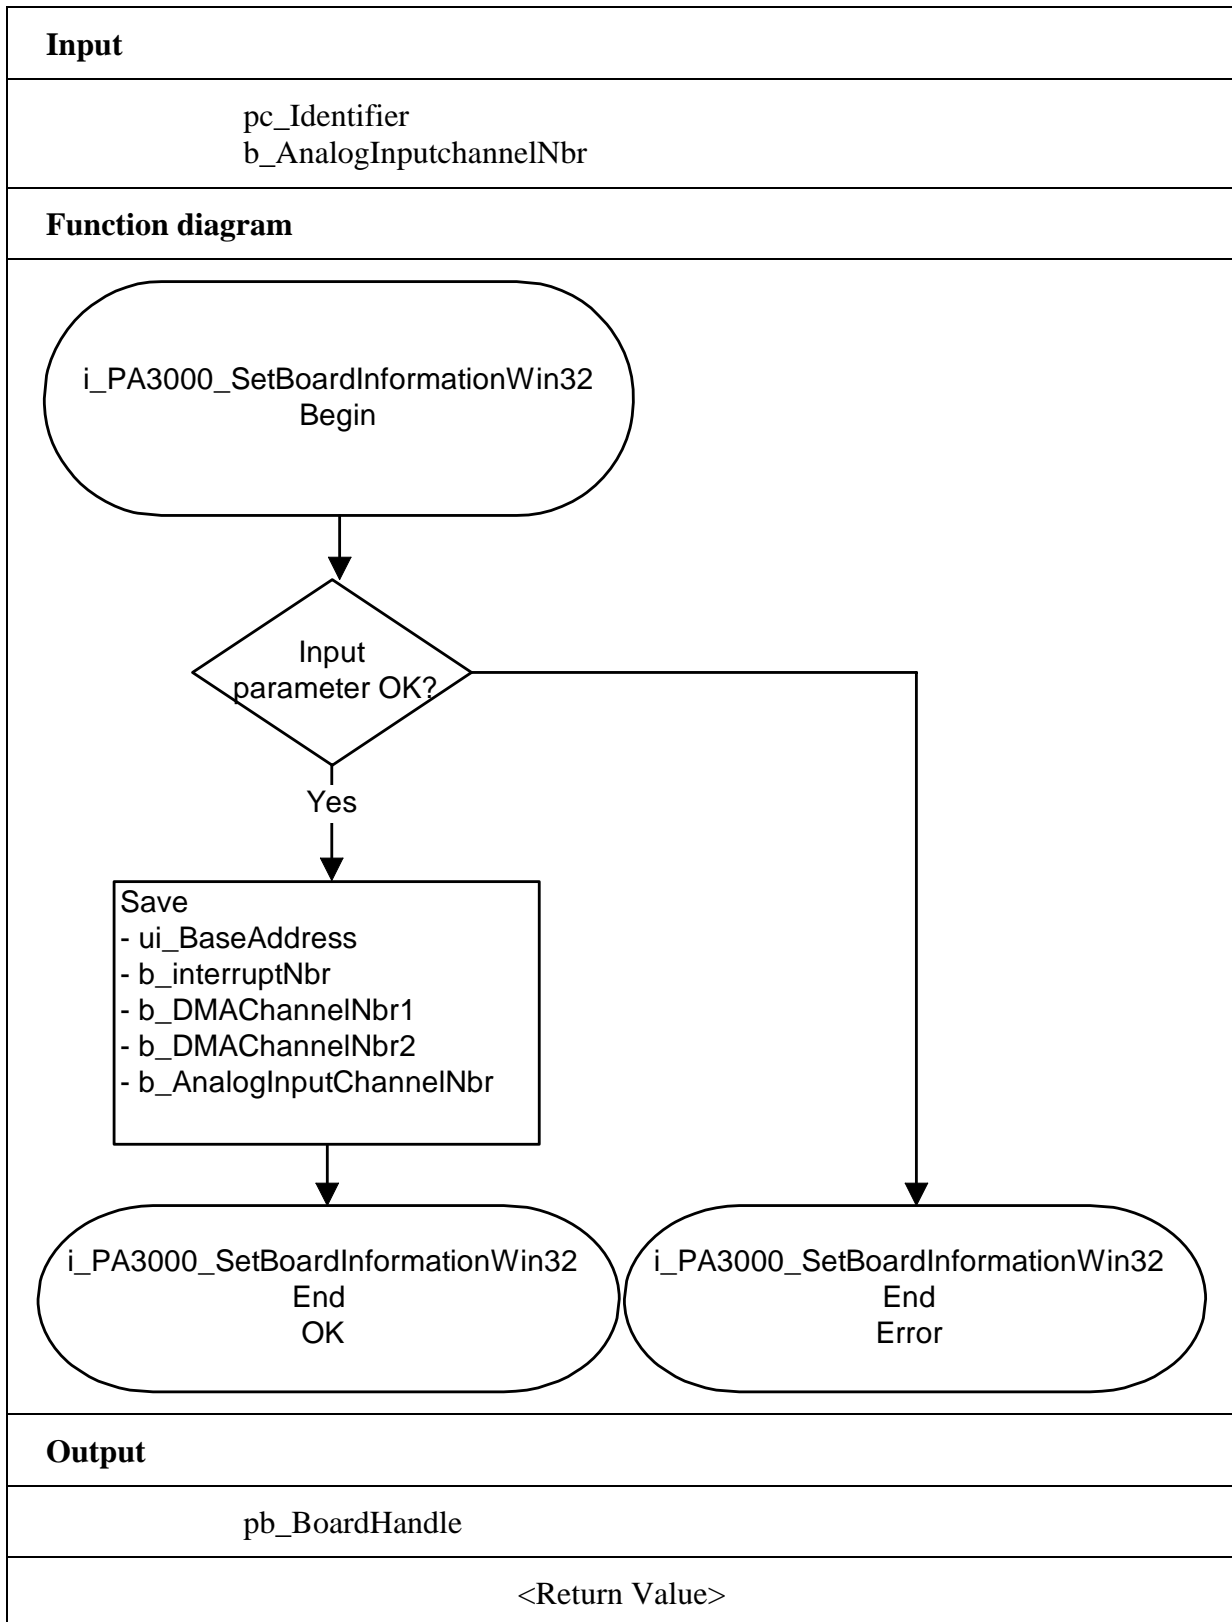 Input
pc_Identifier
b_AnalogInputchannelNbr
Function diagram
i_PA3000_SetBoardInformationWin32
Begin
Input
parameter OK?
Yes
Save
- ui_BaseAddress
- b_interruptNbr
- b_DMAChannelNbr1
- b_DMAChannelNbr2
- b_AnalogInputChannelNbr
i_PA3000_SetBoardInformationWin32
End
OK
i_PA3000_SetBoardInformationWin32
End
Error
Output
pb_BoardHandle
<Return Value>